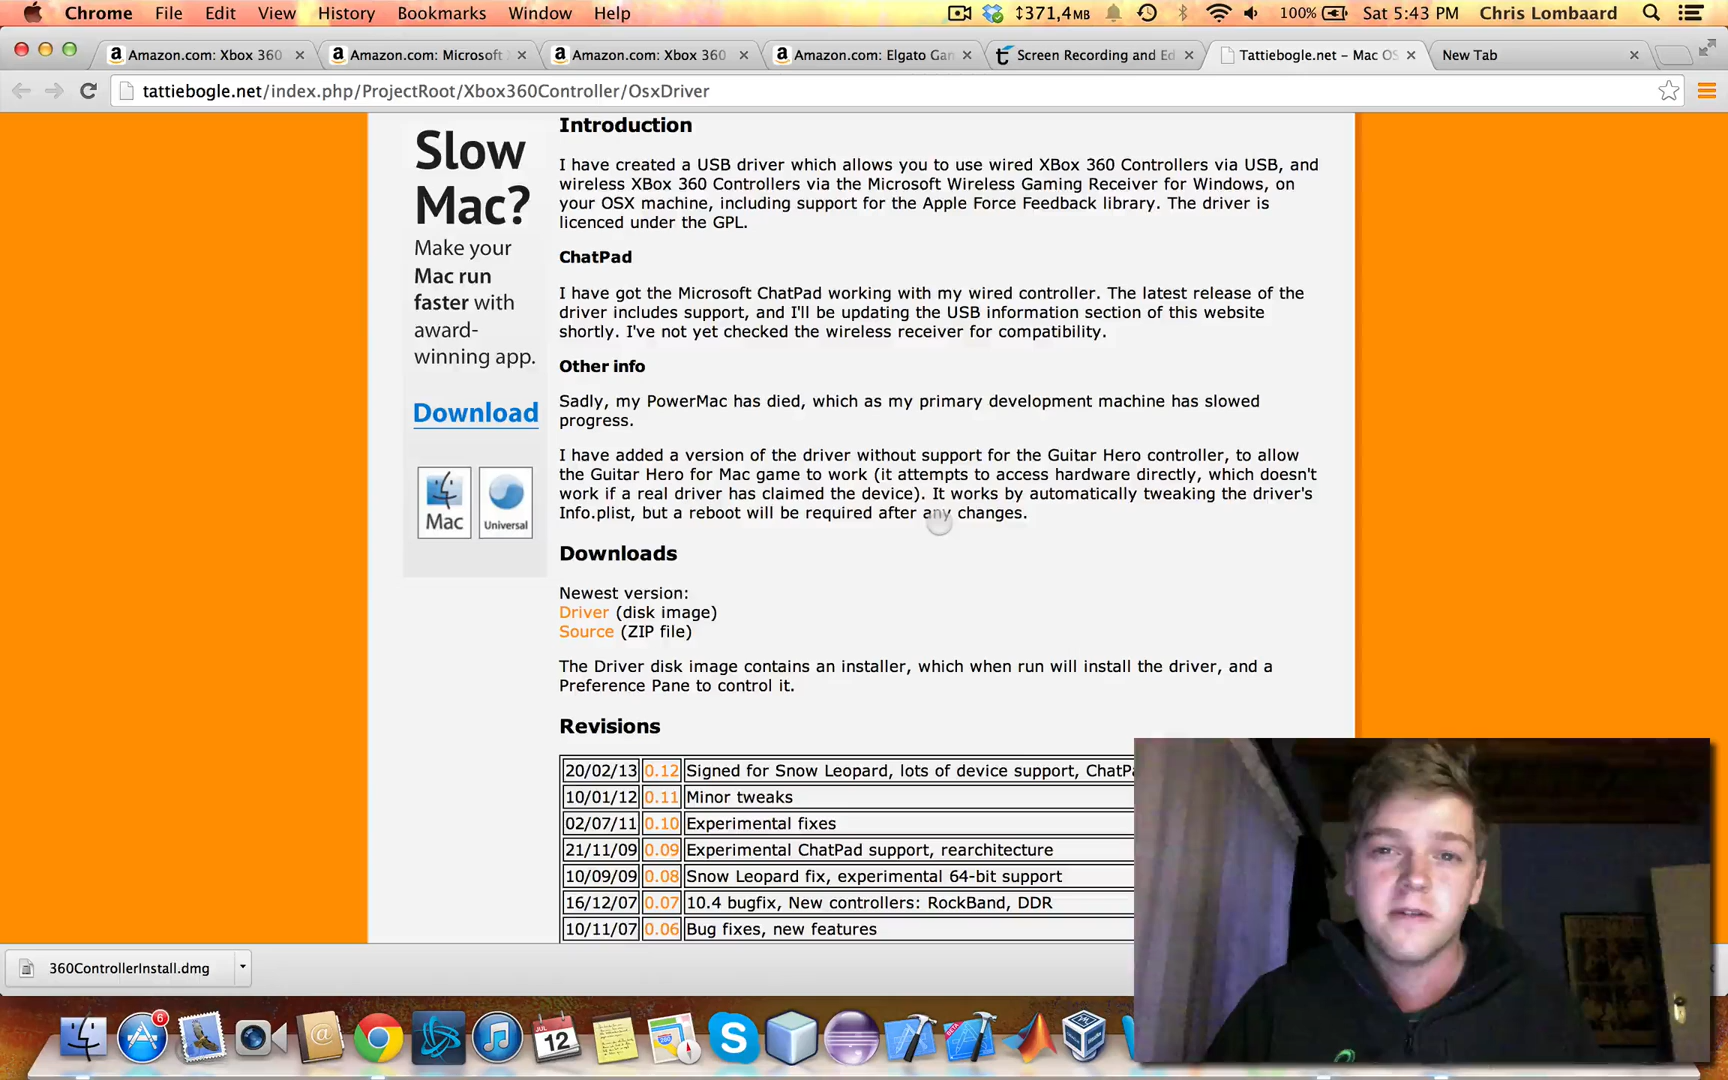 Chrome File Edit View History Bookmarks Window Help 371,4MB 100% Sat 5:43 PM Chris Lombaard
Amazon.com: Xbox 360 Amazon.com: Microsoft Amazon.com: Xbox 360 Amazon.com: Elgato Gam Screen Recording and Ed Tattiebogle.net – Mac OS New Tab
tattiebogle.net/index.php/ProjectRoot/Xbox360Controller/OsxDriver
Slow
Mac?
Make your
Mac run
faster with
award-
winning app.
Download
Mac Universal
Introduction
I have created a USB driver which allows you to use wired XBox 360 Controllers via USB, and
wireless XBox 360 Controllers via the Microsoft Wireless Gaming Receiver for Windows, on
your OSX machine, including support for the Apple Force Feedback library. The driver is
licenced under the GPL.
ChatPad
I have got the Microsoft ChatPad working with my wired controller. The latest release of the
driver includes support, and I'll be updating the USB information section of this website
shortly. I've not yet checked the wireless receiver for compatibility.
Other info
Sadly, my PowerMac has died, which as my primary development machine has slowed
progress.
I have added a version of the driver without support for the Guitar Hero controller, to allow
the Guitar Hero for Mac game to work (it attempts to access hardware directly, which doesn't
work if a real driver has claimed the device). It works by automatically tweaking the driver's
Info.plist, but a reboot will be required after any changes.
Downloads
Newest version:
Driver (disk image)
Source (ZIP file)
The Driver disk image contains an installer, which when run will install the driver, and a
Preference Pane to control it.
Revisions
20/02/13 0.12 Signed for Snow Leopard, lots of device support, ChatPa
10/01/12 0.11 Minor tweaks
02/07/11 0.10 Experimental fixes
21/11/09 0.09 Experimental ChatPad support, rearchitecture
10/09/09 0.08 Snow Leopard fix, experimental 64-bit support
16/12/07 0.07 10.4 bugfix, New controllers: RockBand, DDR
10/11/07 0.06 Bug fixes, new features
360ControllerInstall.dmg
6
JUL
12